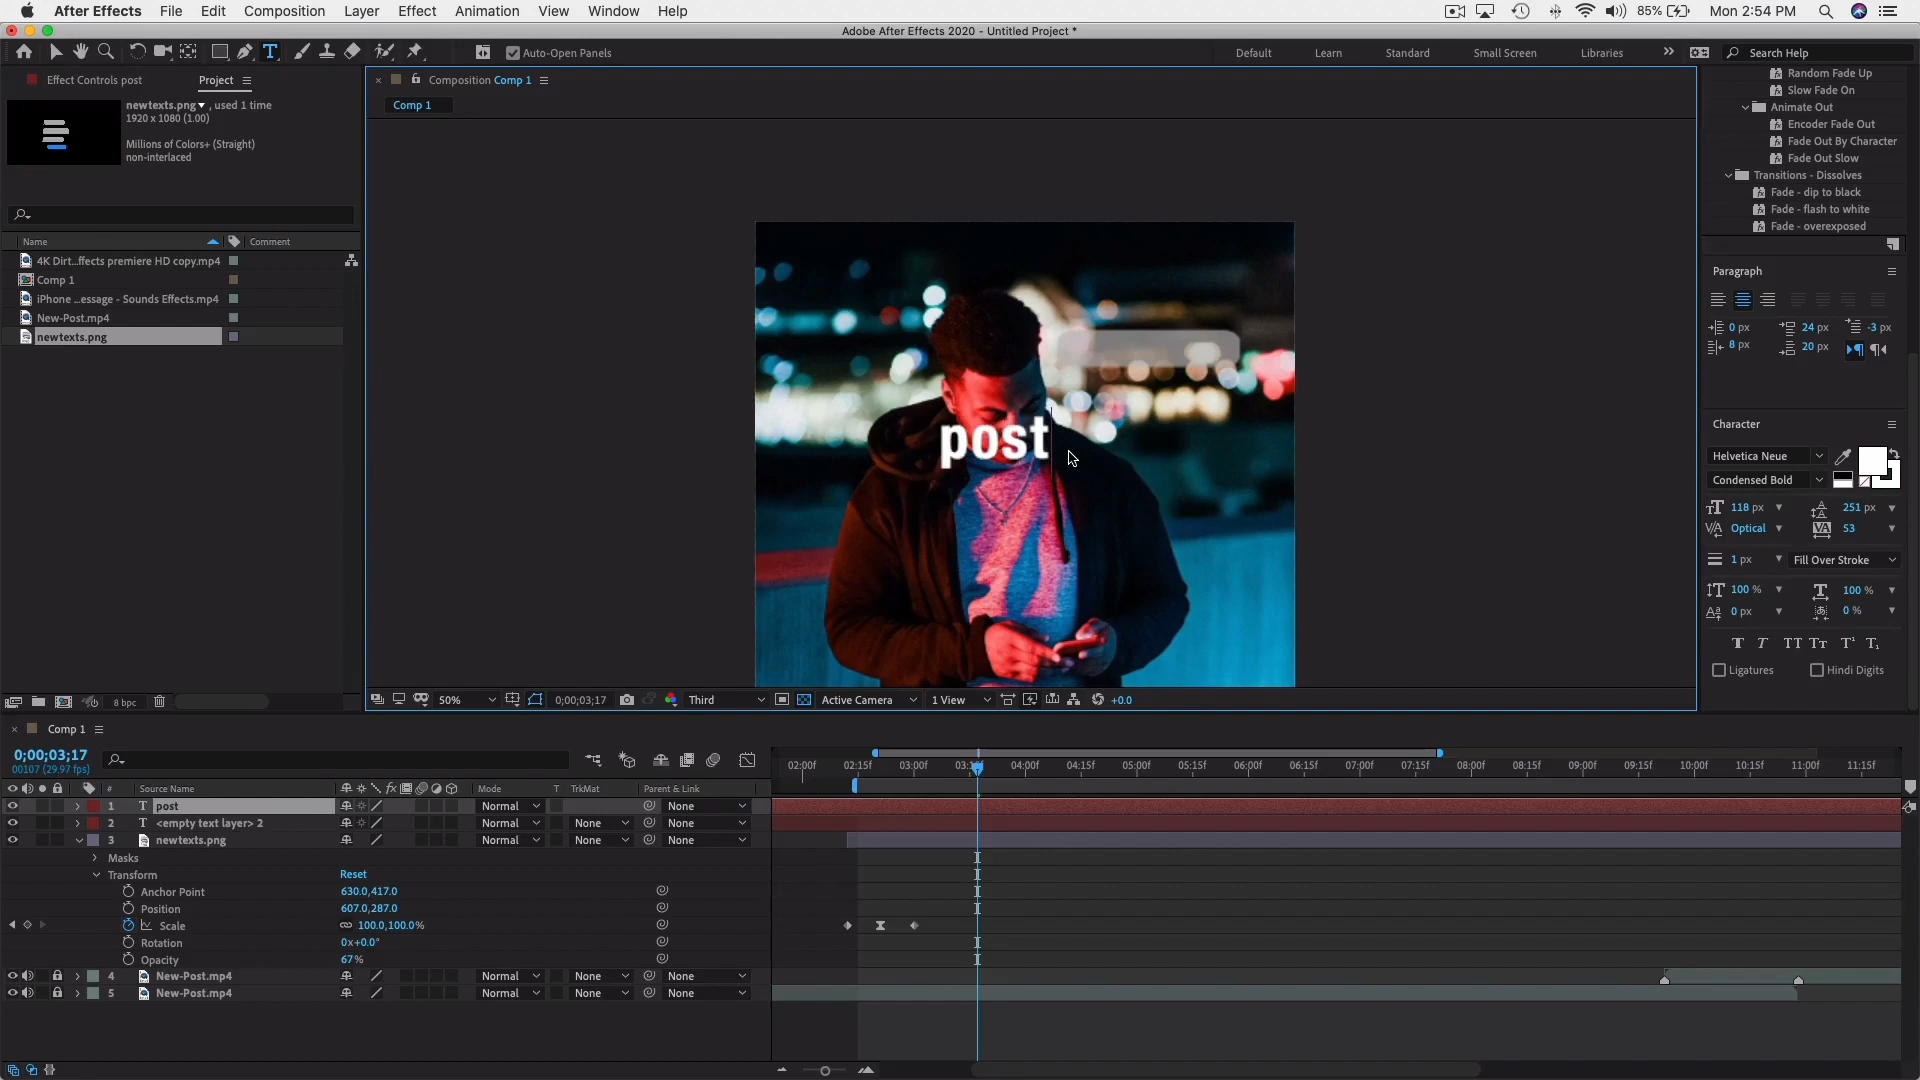 After Effects File Edit Composition Layer Effect Animation View Window Help 85% Mon 2:54 PM
Adobe After Effects 2020 - Untitled Project *
Auto-Open Panels Default Learn Standard Small Screen Libraries Search Help
Effect Controls post Project
newtexts.png , used 1 time
1920 x 1080 (1.00)
Millions of Colors+ (Straight)
non-interlaced
Name Comment
4K Dirt...ffects premiere HD copy.mp4
Comp 1
iPhone ...essage - Sounds Effects.mp4
New-Post.mp4
newtexts.png
8 bpc
Composition Comp 1
Comp 1
post
50% 0;00;03;17 Third Active Camera 1 View +0.0
Random Fade Up
Slow Fade On
Animate Out
Encoder Fade Out
Fade Out By Character
Fade Out Slow
Transitions - Dissolves
Fade - dip to black
Fade - flash to white
Fade - overexposed
Paragraph
0 px 24 px -3 px
8 px 20 px
Character
Helvetica Neue
Condensed Bold
118 px 251 px
Optical 53
1 px Fill Over Stroke
100 % 100 %
0 px 0 %
Ligatures Hindi Digits
Comp 1
0;00;03;17
00107 (29.97 fps)
02:00f 02:15f 03:00f 03:1 04:00f 04:15f 05:00f 05:15f 06:00f 06:15f 07:00f 07:15f 08:00f 08:15f 09:00f 09:15f 10:00f 10:15f 11:00f 11:15f
# Source Name fx Mode T TrkMat Parent & Link
1 T post Normal None
2 T <empty text layer> 2 Normal None None
3 newtexts.png Normal None None
Masks
Transform Reset
Anchor Point 630.0,417.0
Position 607.0,287.0
Scale 100.0,100.0%
Rotation 0x+0.0°
Opacity 67%
4 New-Post.mp4 Normal None None
5 New-Post.mp4 Normal None None